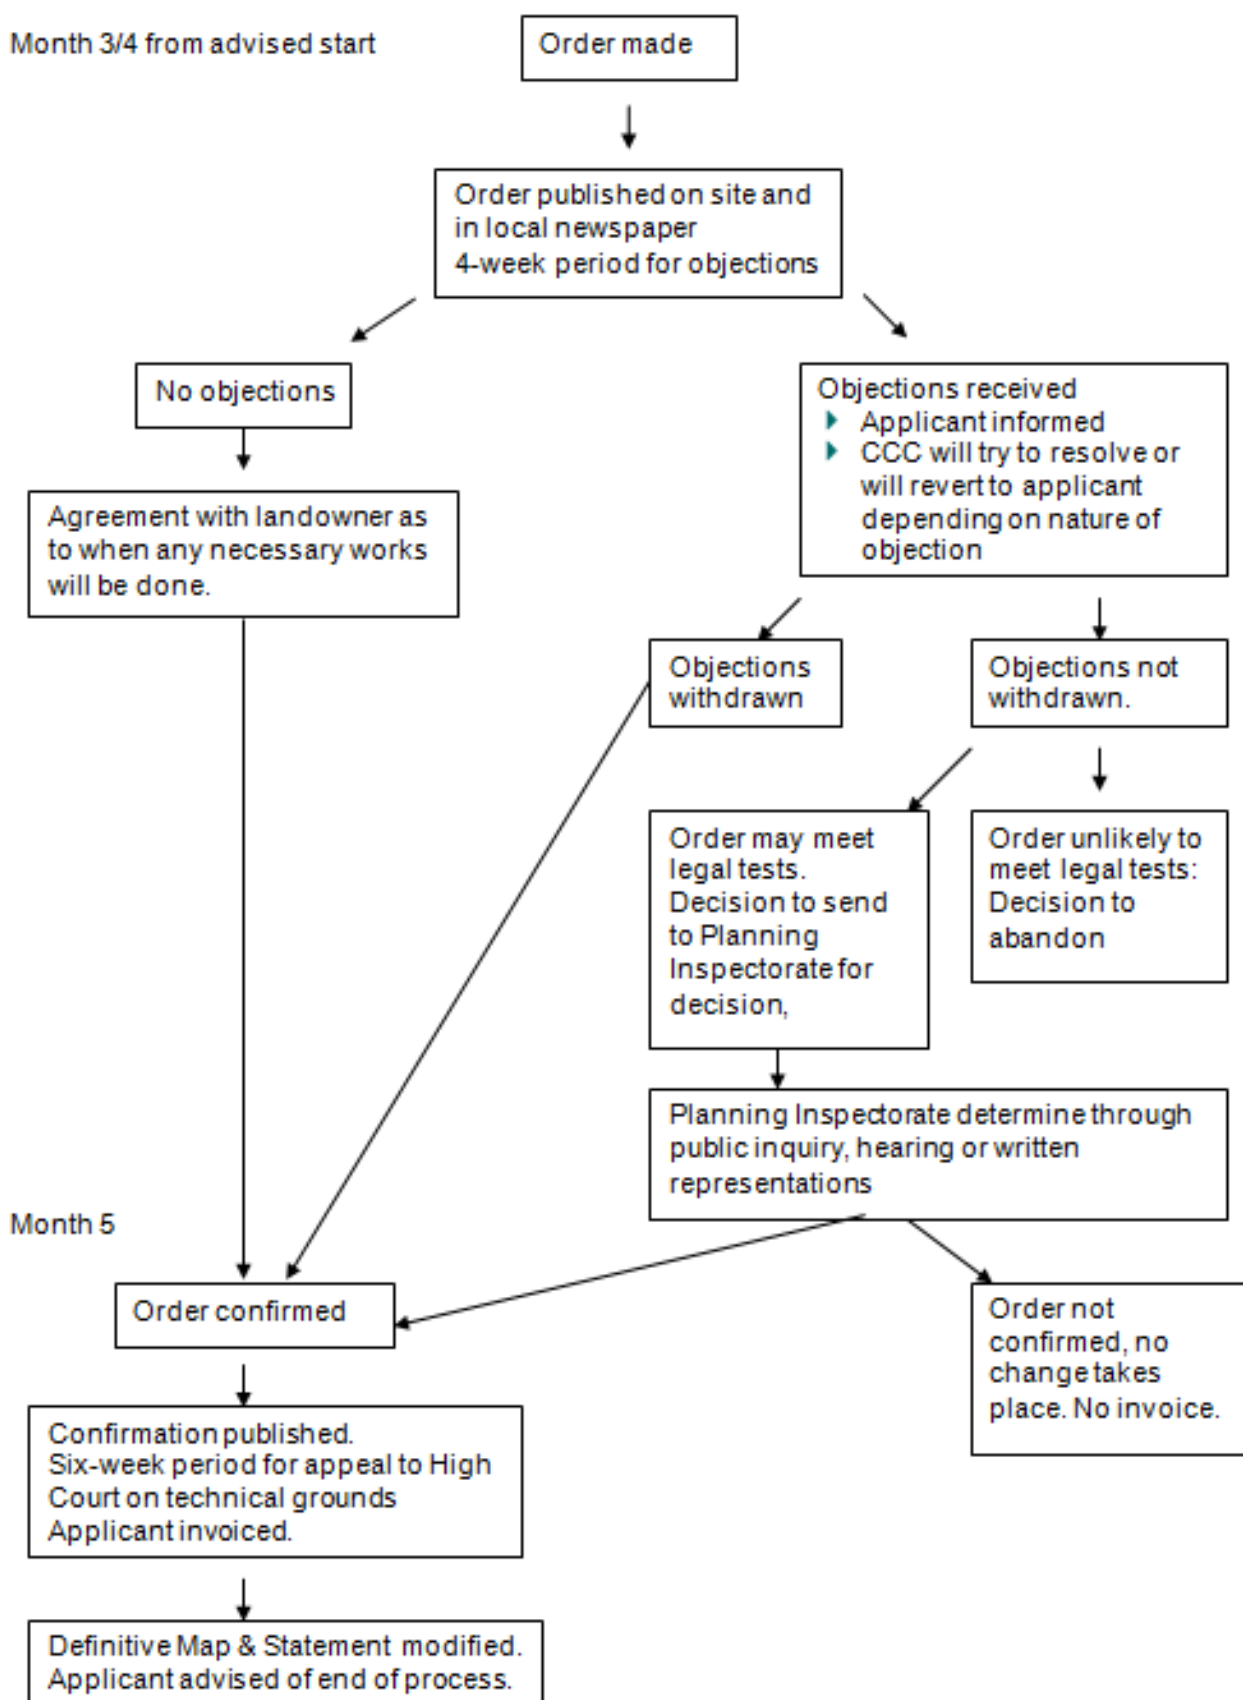 Month 3/4 from advised start
Order made
Order published on site and
in local newspaper
4-week period for objections
No objections
Objections received
Applicant informed
CCC will try to resolve or
will revert to applicant
depending on nature of
objection
Agreement with landowner as
to when any necessary works
will be done.
Objections
withdrawn
Objections not
withdrawn.
Order may meet
legal tests.
Decision to send
to Planning
Inspectorate for
decision,
Order unlikely to
meet legal tests:
Decision to
abandon
Planning Inspectorate determine through
public inquiry, hearing or written
representations
Month 5
Order confirmed
Order not
confirmed, no
change takes
place. No invoice.
Confirmation published.
Six-week period for appeal to High
Court on technical grounds
Applicant invoiced.
Definitive Map & Statement modified.
Applicant advised of end of process.